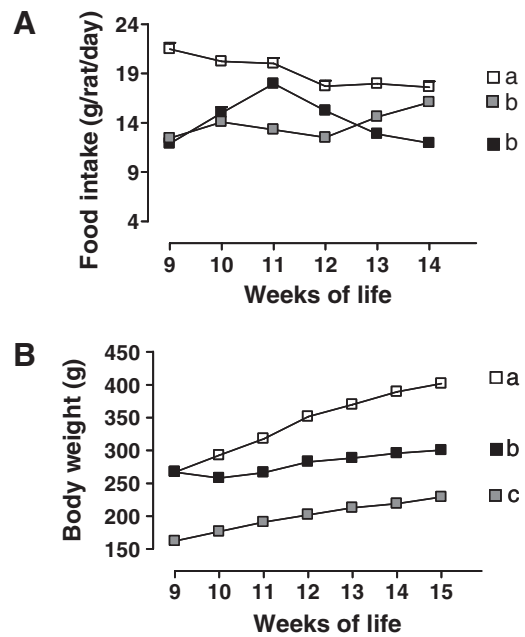 A
Food intake (g/rat/day)
24
19
14
9
4
9 10 11 12 13 14
Weeks of life
a
b
b
B
Body weight (g)
450
400
350
300
250
200
150
9 10 11 12 13 14 15
Weeks of life
a
b
c